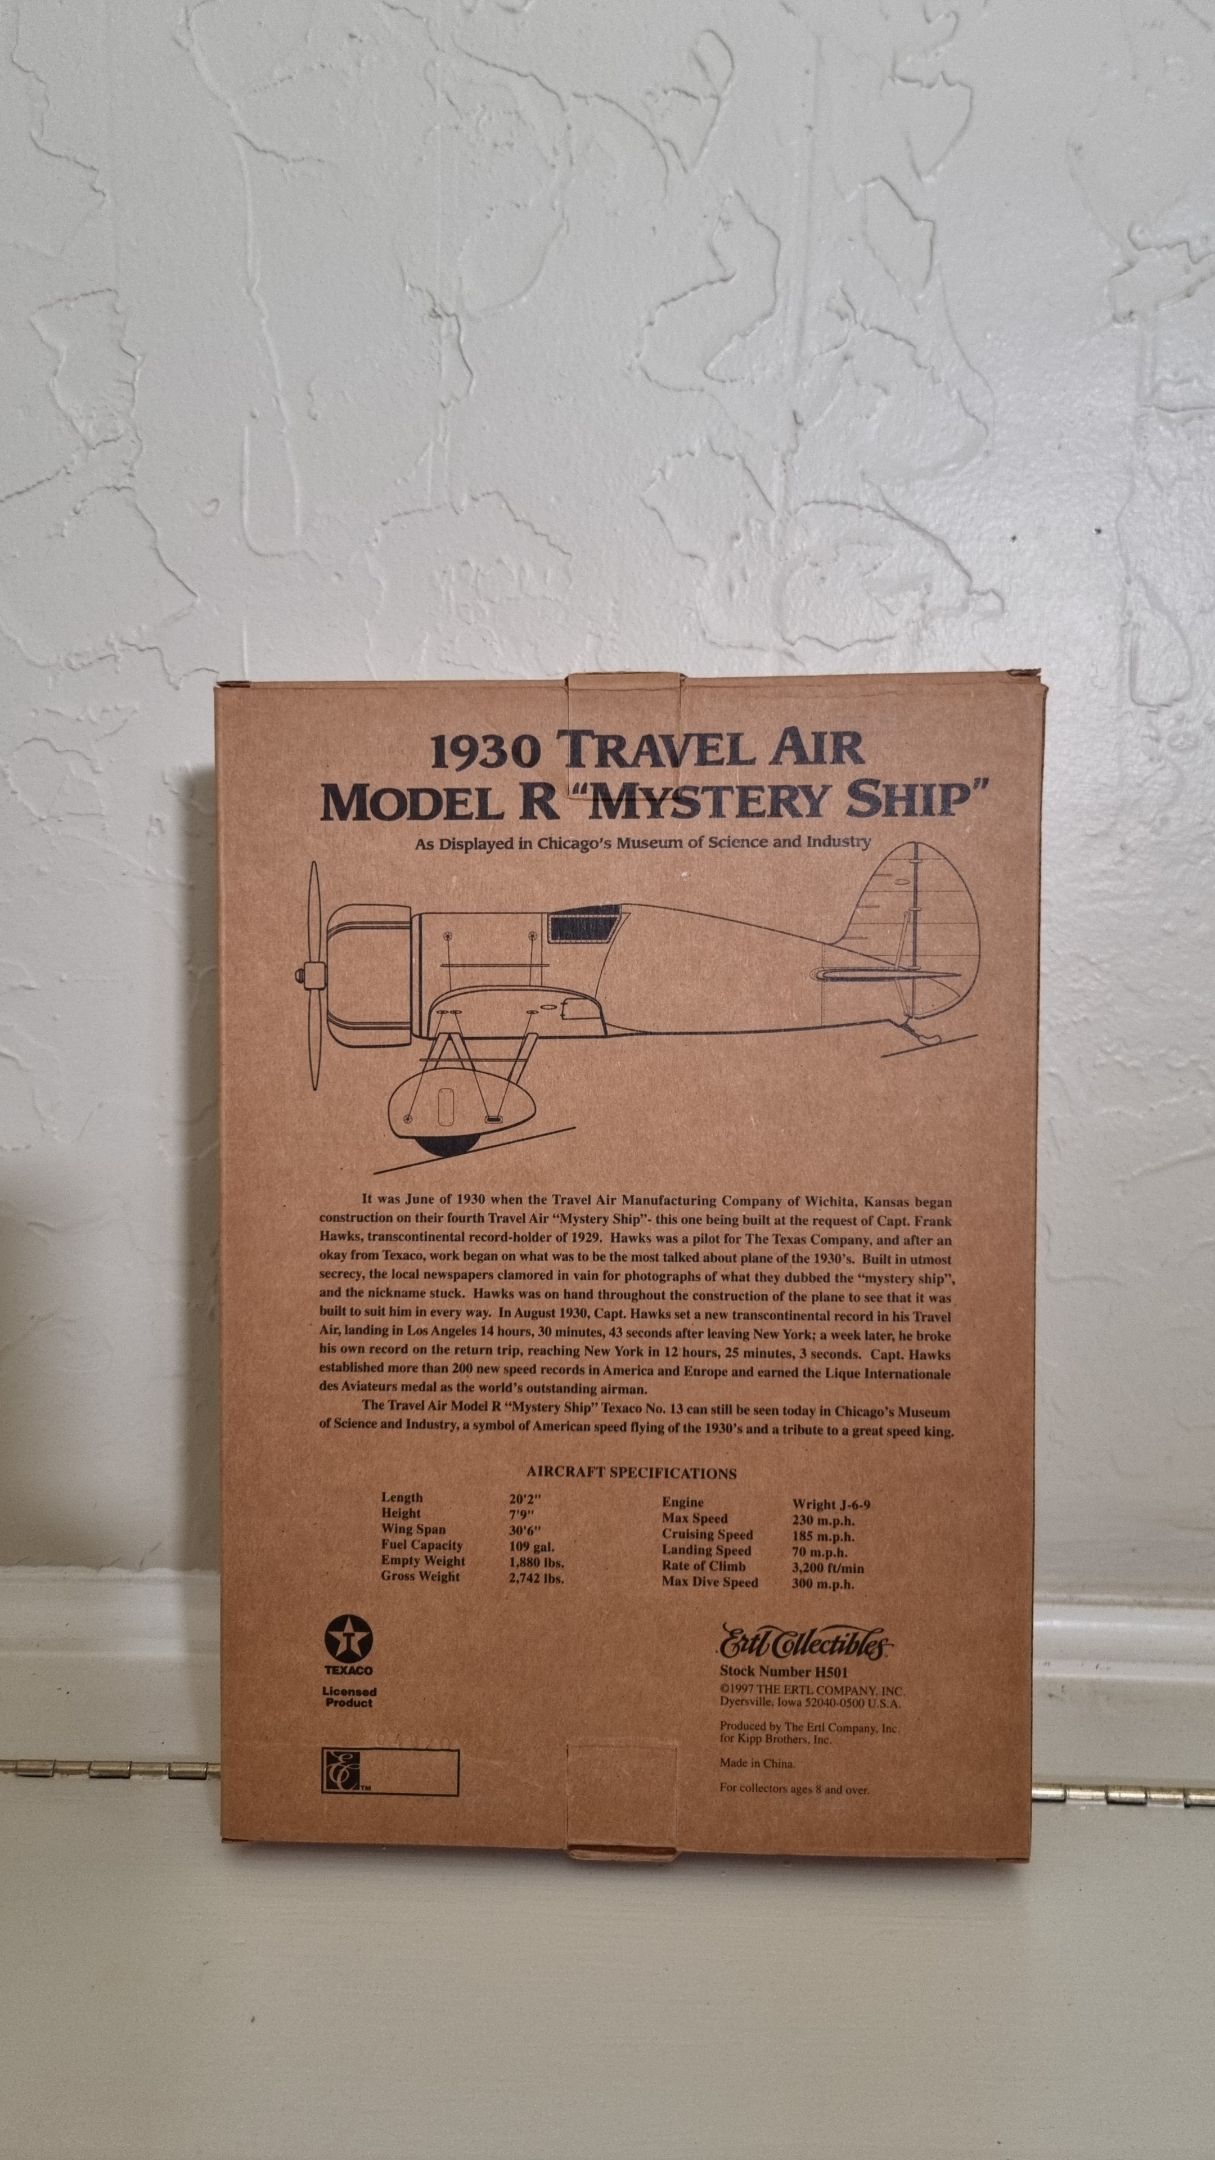 1930 TRAVEL AIR
MODEL R “MYSTERY SHIP”
As Displayed in Chicago's Museum of Science and Industry
It was June of 1930 when the Travel Air Manufacturing Company of Wichita, Kansas began
construction on their fourth Travel Air “Mystery Ship”- this one being built at the request of Capt. Frank
Hawks, transcontinental record-holder of 1929. Hawks was a pilot for The Texas Company, and after an
okay from Texaco, work began on what was to be the most talked about plane of the 1930's. Built in utmost
secrecy, the local newspapers clamored in vain for photographs of what they dubbed the “mystery ship”,
and the nickname stuck. Hawks was on hand throughout the construction of the plane to see that it was
built to suit him in every way. In August 1930, Capt. Hawks set a new transcontinental record in his Travel
Air, landing in Los Angeles 14 hours, 30 minutes, 43 seconds after leaving New York; a week later, he broke
his own record on the return trip, reaching New York in 12 hours, 25 minutes, 3 seconds. Capt. Hawks
established more than 200 new speed records in America and Europe and earned the Lique Internationale
des Aviateurs medal as the world's outstanding airman.
The Travel Air Model R “Mystery Ship” Texaco No. 13 can still be seen today in Chicago's Museum
of Science and Industry, a symbol of American speed flying of the 1930's and a tribute to a great speed king.
AIRCRAFT SPECIFICATIONS
Length 20'2"
Height 7'9"
Wing Span 30'6"
Fuel Capacity 109 gal.
Empty Weight 1,880 lbs.
Gross Weight 2,742 lbs.
Engine Wright J-6-9
Max Speed 230 m.p.h.
Cruising Speed 185 m.p.h.
Landing Speed 70 m.p.h.
Rate of Climb 3,200 ft/min
Max Dive Speed 300 m.p.h.
T
TEXACO
Licensed
Product
EC TM
Ertl Collectibles
Stock Number H501
©1997 THE ERTL COMPANY, INC.
Dyersville, Iowa 52040-0500 U.S.A.
Produced by The Ertl Company, Inc.
for Kipp Brothers, Inc.
Made in China.
For collectors ages 8 and over.